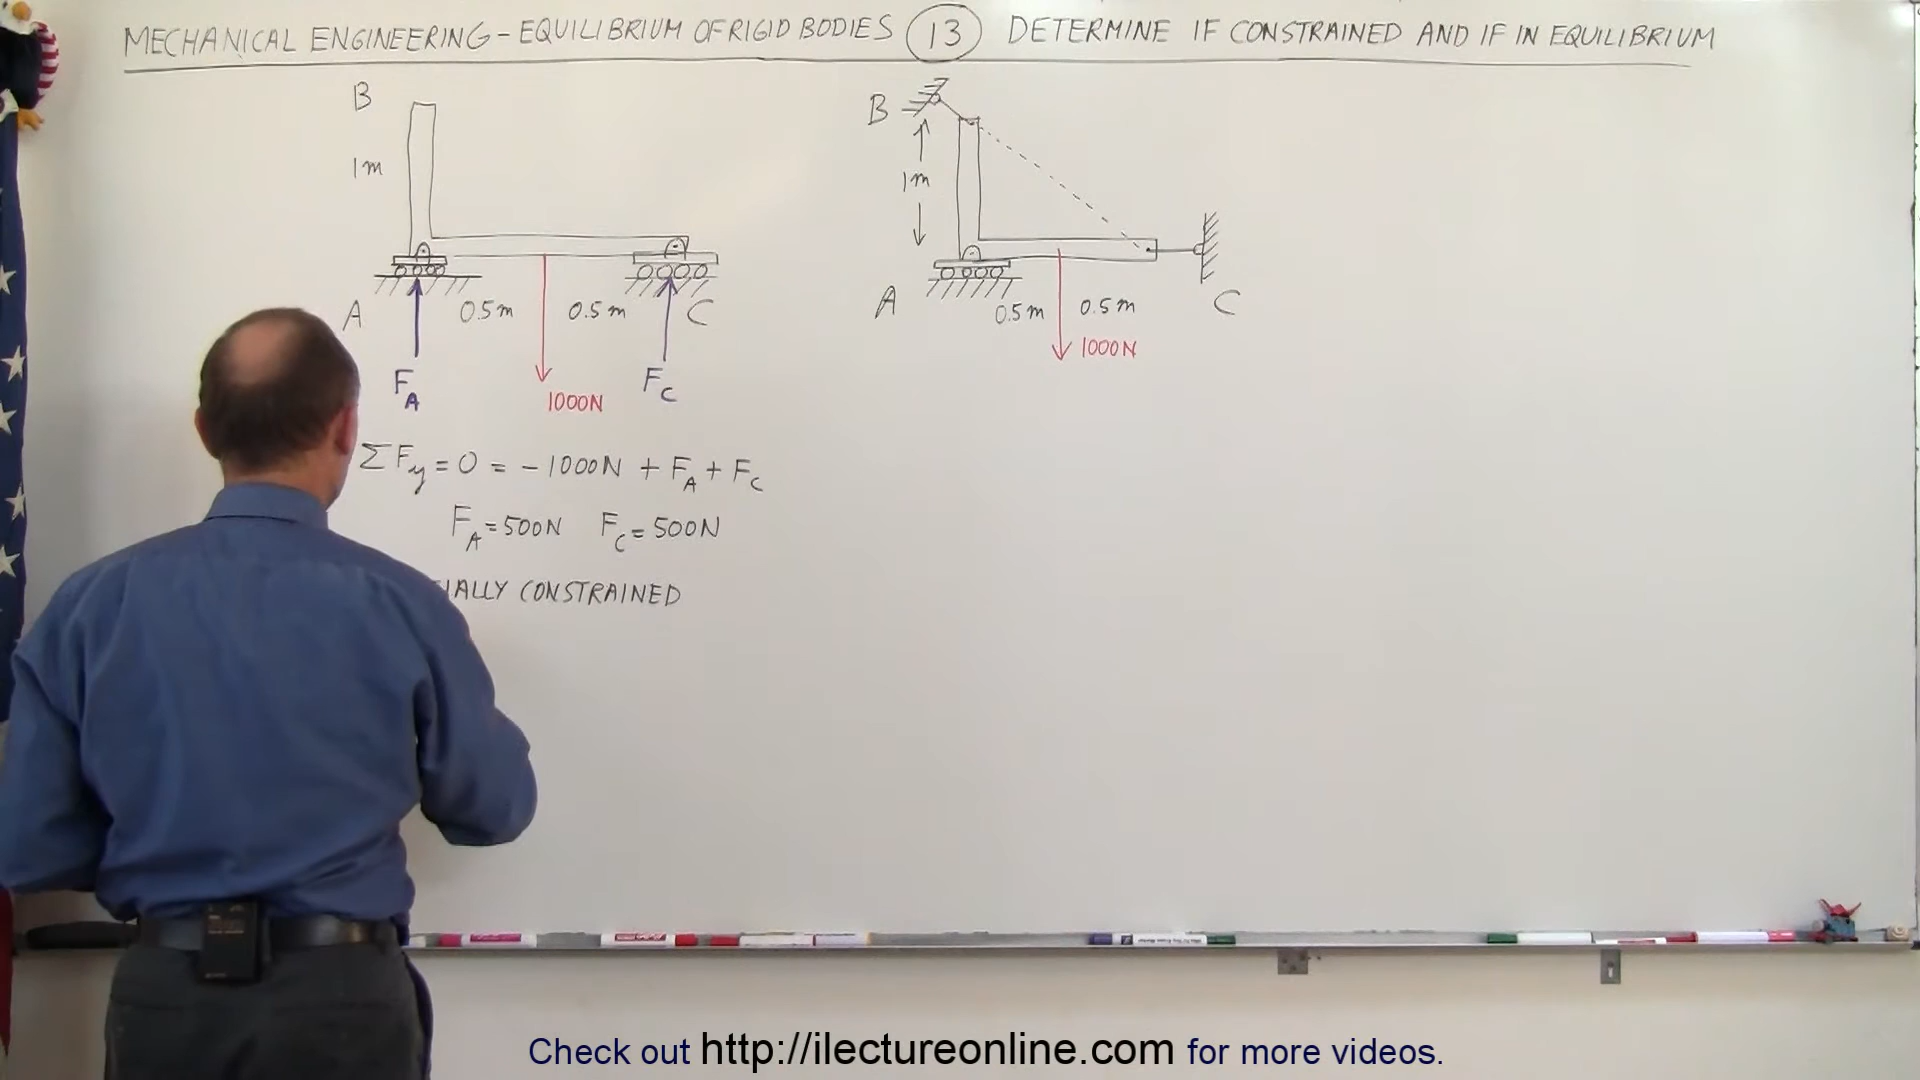 MECHANICAL ENGINEERING - EQUILIBRIUM OF RIGID BODIES 13 DETERMINE IF CONSTRAINED AND IF IN EQUILIBRIUM
B
1m
A
0.5m 0.5m
C
F_A
F_C
1000N
ΣF_y = 0 = - 1000N + F_A + F_C
F_A = 500N F_C = 500N
IALLY CONSTRAINED
B
1m
A
0.5m 0.5m
C
1000N
Check out http://ilectureonline.com for more videos.